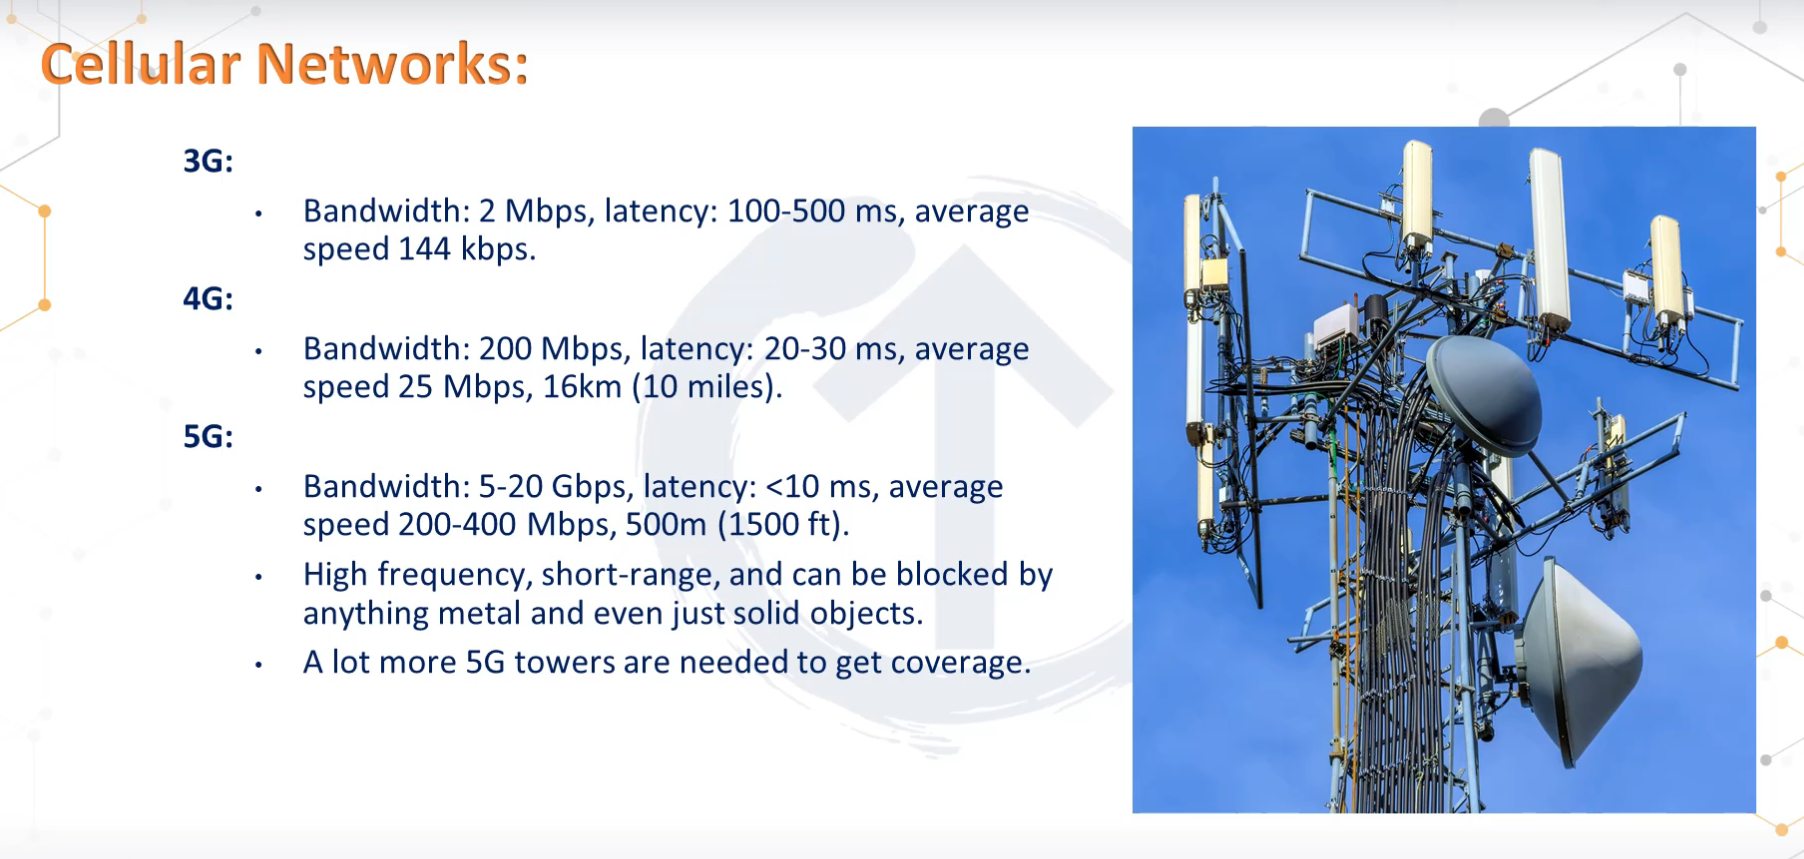 Cellular Networks:
3G:
• Bandwidth: 2 Mbps, latency: 100-500 ms, average
speed 144 kbps.
4G:
• Bandwidth: 200 Mbps, latency: 20-30 ms, average
speed 25 Mbps, 16km (10 miles).
5G:
• Bandwidth: 5-20 Gbps, latency: <10 ms, average
speed 200-400 Mbps, 500m (1500 ft).
• High frequency, short-range, and can be blocked by
anything metal and even just solid objects.
• A lot more 5G towers are needed to get coverage.